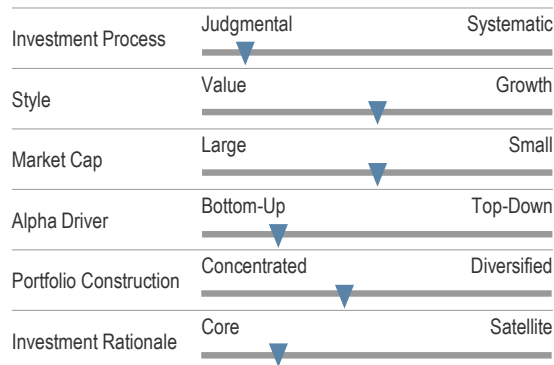 Investment Process Judgmental Systematic
Style Value Growth
Market Cap Large Small
Alpha Driver Bottom-Up Top-Down
Portfolio Construction Concentrated Diversified
Investment Rationale Core Satellite